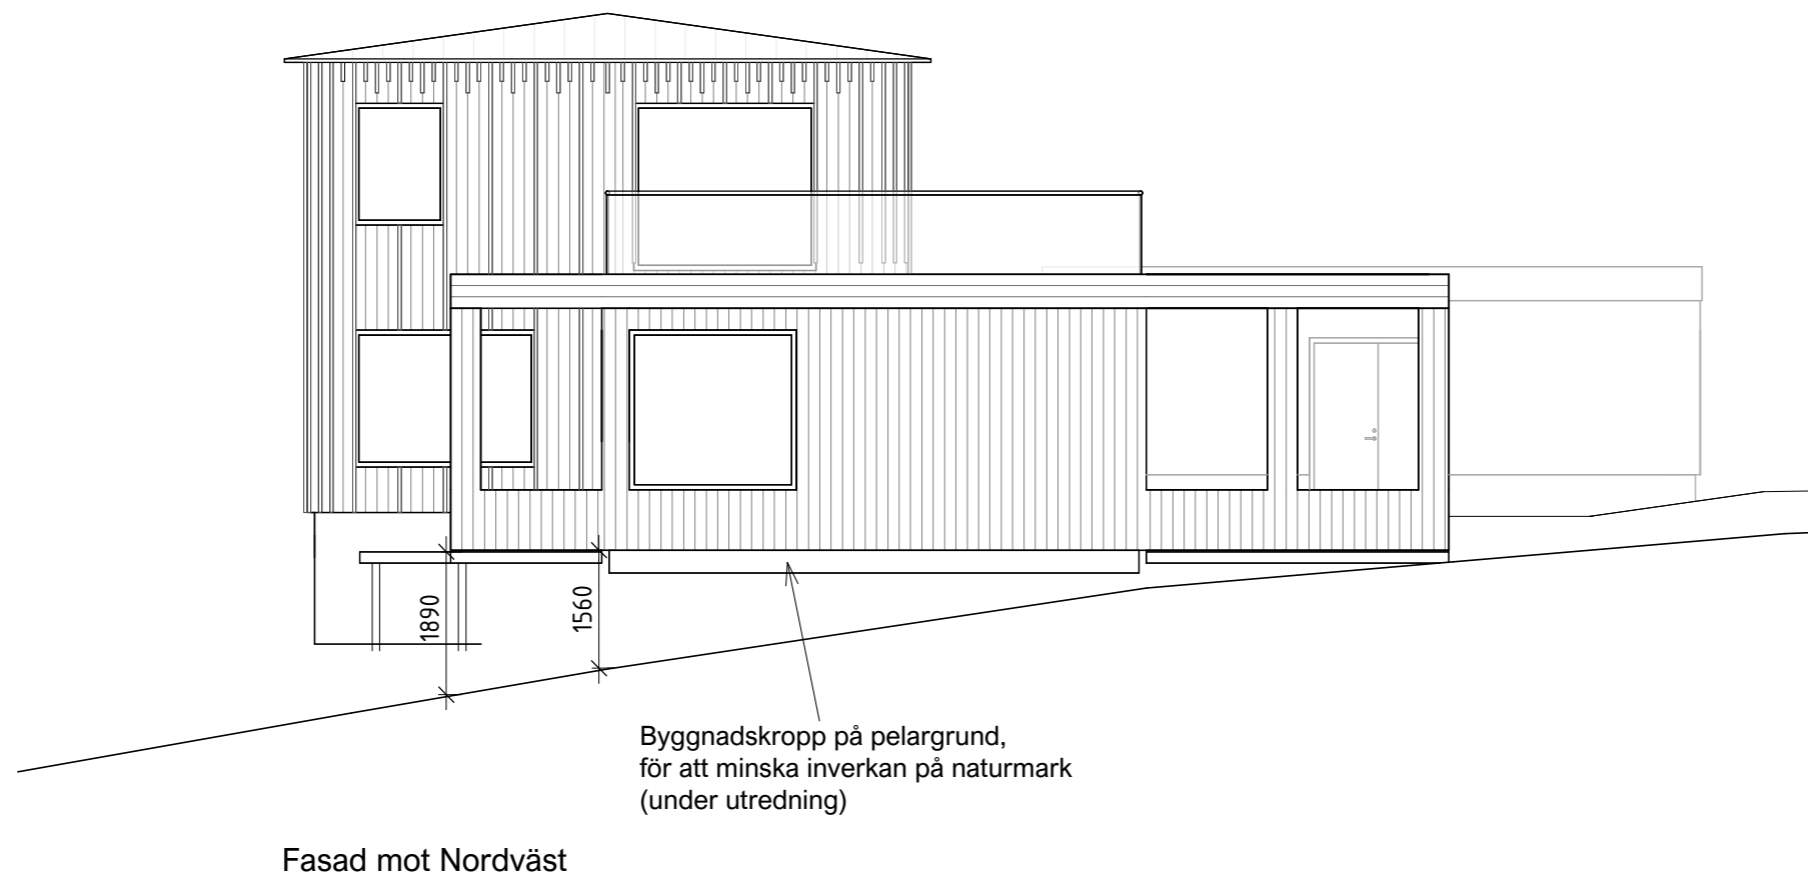 1890
1560
Byggnadskropp på pelargrund,
för att minska inverkan på naturmark
(under utredning)
Fasad mot Nordväst